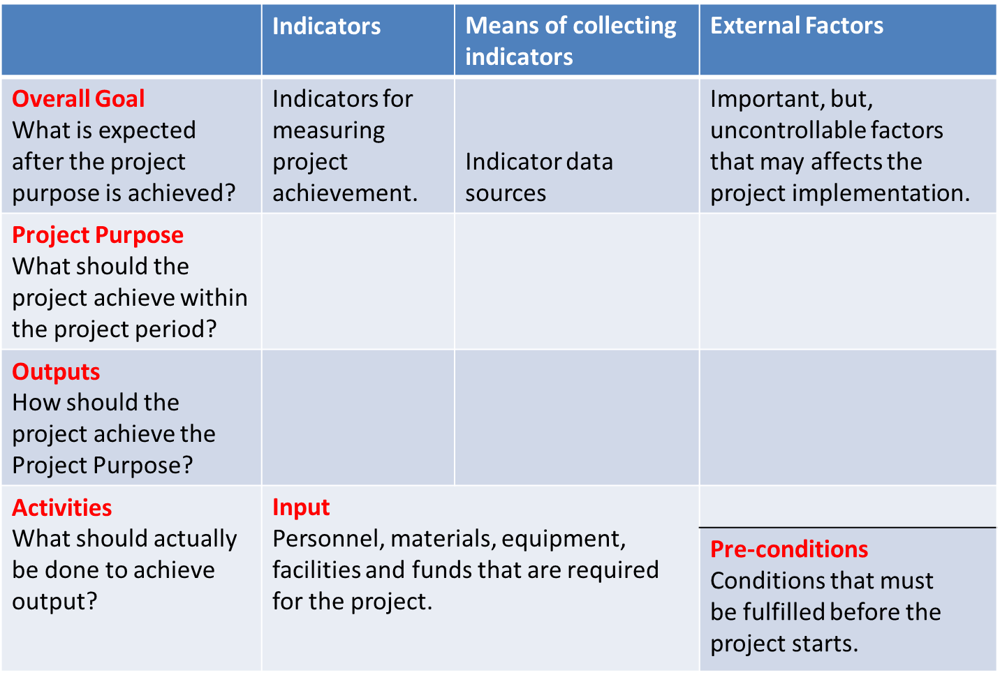 Indicators
Means of collecting
indicators
External Factors
Overall Goal
What is expected
after the project
purpose is achieved?
Indicators for
measuring
project
achievement.
Indicator data
sources
Important, but,
uncontrollable factors
that may affects the
project implementation.
Project Purpose
What should the
project achieve within
the project period?
Outputs
How should the
project achieve the
Project Purpose?
Activities
What should actually
be done to achieve
output?
Input
Personnel, materials, equipment,
facilities and funds that are required
for the project.
Pre-conditions
Conditions that must
be fulfilled before the
project starts.